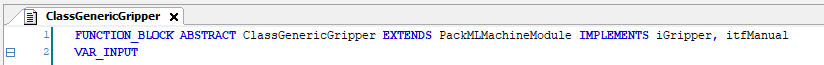 ClassGenericGripper
1 FUNCTION_BLOCK ABSTRACT ClassGenericGripper EXTENDS PackMLMachineModule IMPLEMENTS iGripper, itfManual
2 VAR_INPUT